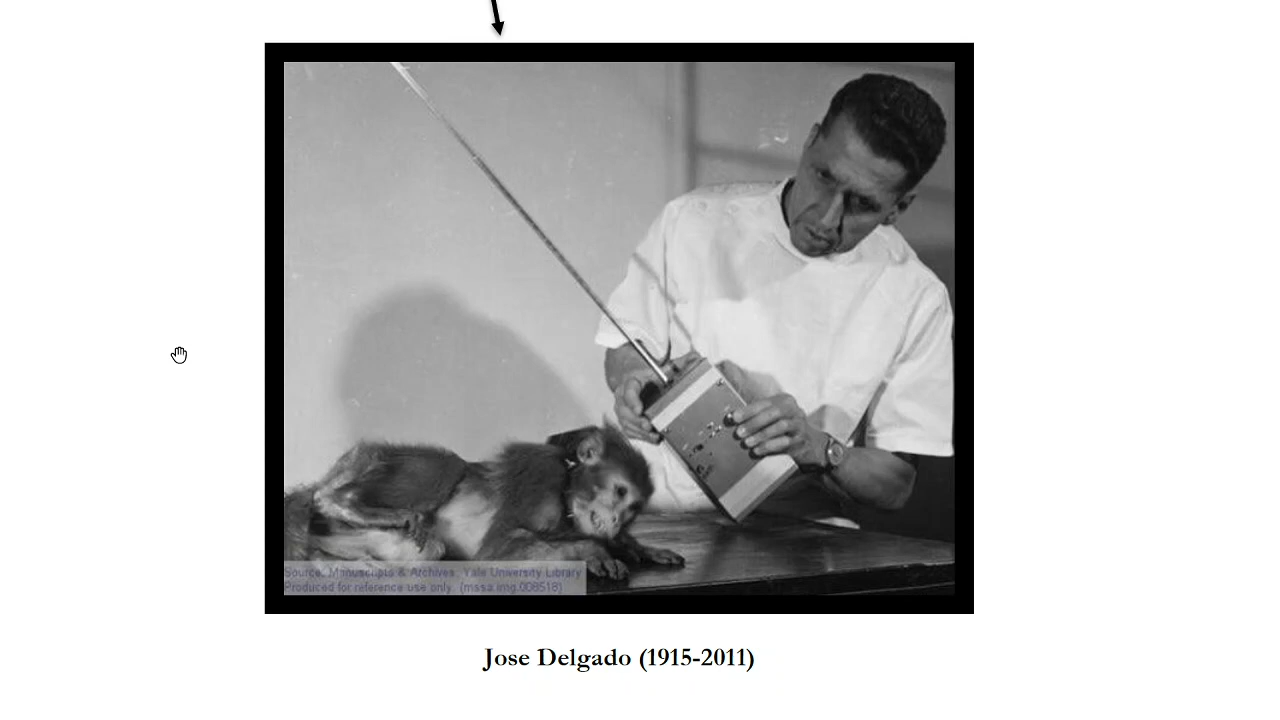 Source: Manuscripts & Archives, Yale University Library
Produced for reference use only. (mssa.img.008518)
Jose Delgado (1915-2011)